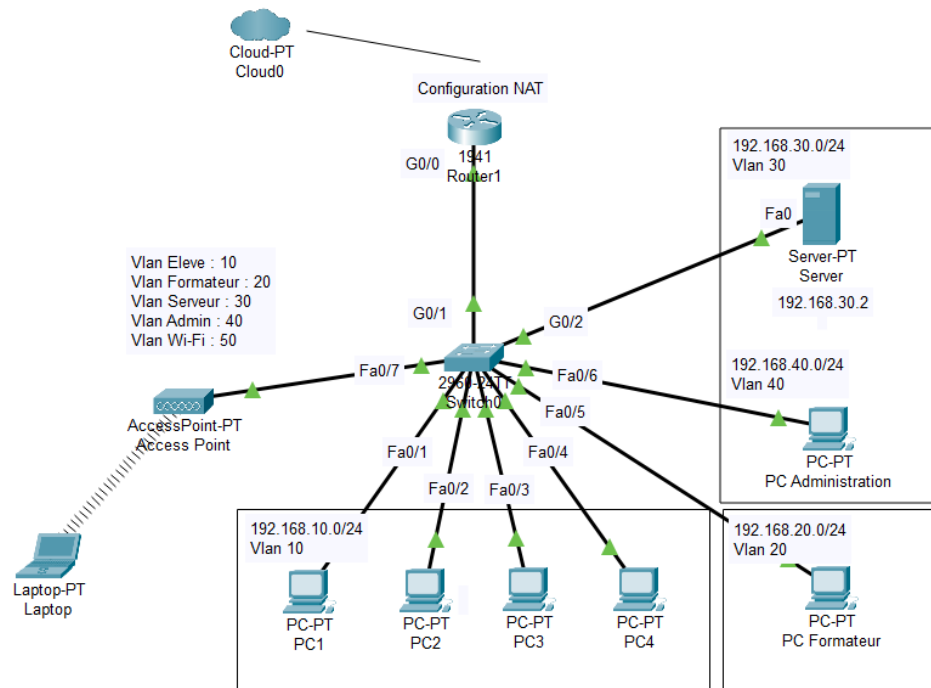 Cloud-PT
Cloud0
Configuration NAT
1941
Router1
G0/0
192.168.30.0/24
Vlan 30
Fa0
Server-PT
Server
192.168.30.2
Vlan Eleve : 10
Vlan Formateur : 20
Vlan Serveur : 30
Vlan Admin : 40
Vlan Wi-Fi : 50
G0/1
G0/2
192.168.40.0/24
Vlan 40
Fa0/7
2960-24TT
Switch0
Fa0/6
Fa0/5
AccessPoint-PT
Access Point
PC-PT
PC Administration
Fa0/1
Fa0/4
Fa0/2
Fa0/3
192.168.10.0/24
Vlan 10
192.168.20.0/24
Vlan 20
Laptop-PT
Laptop
PC-PT
PC1
PC-PT
PC2
PC-PT
PC3
PC-PT
PC4
PC-PT
PC Formateur